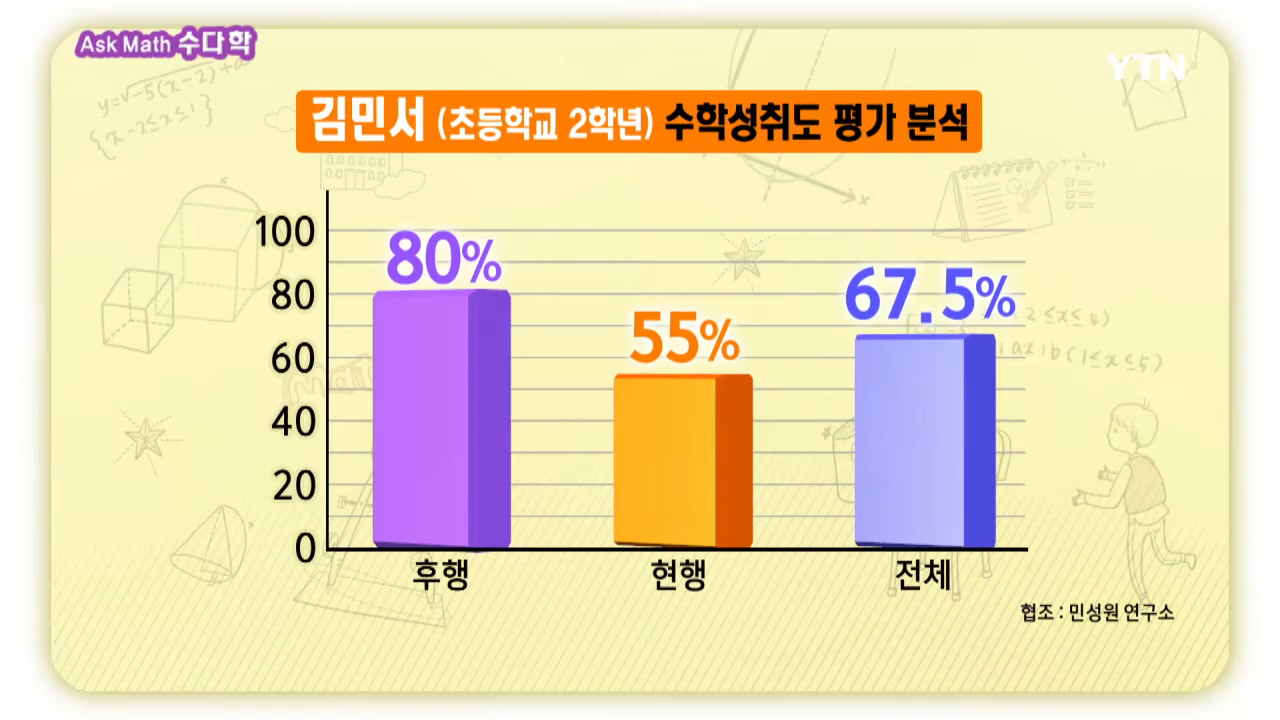 Ask Math 수다학
YTN
김민서 (초등학교 2학년) 수학성취도 평가 분석
100
80
60
40
20
0
80%
55%
67.5%
후행
현행
전체
협조 : 민성원 연구소